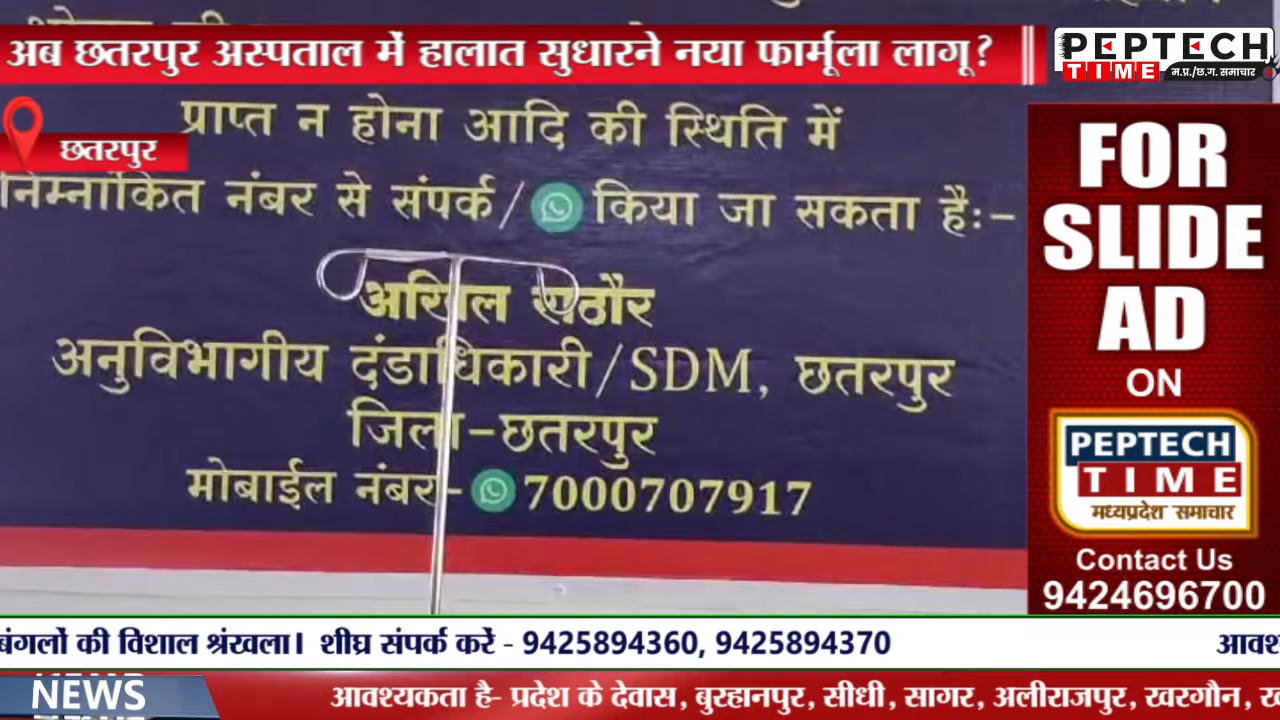 अब छतरपुर अस्पताल में हालात सुधारने नया फार्मूला लागू?
PEPTECH
TIME म.प्र./छ.ग. समाचार
छतरपुर
प्राप्त न होना आदि की स्थिति में
निम्नांकित नंबर से संपर्क/ किया जा सकता है:-
अखिल राठौर
अनुविभागीय दंडाधिकारी/SDM, छतरपुर
जिला-छतरपुर
मोबाईल नंबर- 7000707917
FOR
SLIDE
AD
ON
PEPTECH
TIME
मध्यप्रदेश समाचार
Contact Us
9424696700
बंगलों की विशाल श्रंखला। शीघ्र संपर्क करें - 9425894360, 9425894370
NEWS
आवश्यकता है- प्रदेश के देवास, बुरहानपुर, सीधी, सागर, अलीराजपुर, खरगौन,